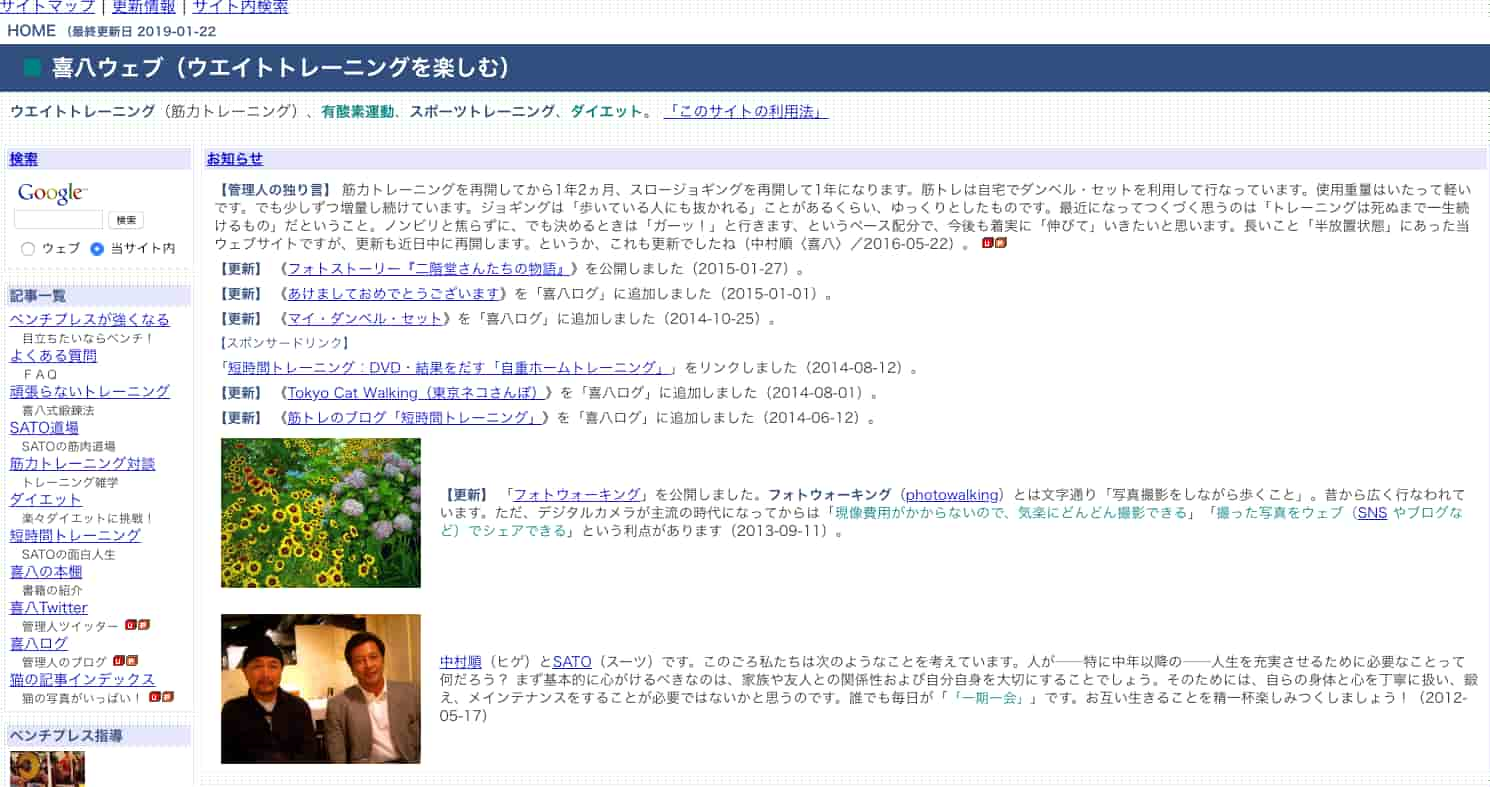 サイトマップ | 更新情報 | サイト内検索
HOME （最終更新日 2019-01-22
■ 喜八ウェブ（ウエイトトレーニングを楽しむ）
ウエイトトレーニング（筋力トレーニング）、有酸素運動、スポーツトレーニング、ダイエット。 「このサイトの利用法」
検索
Google
検索
ウェブ 当サイト内
記事一覧
ベンチプレスが強くなる
目立ちたいならベンチ！
よくある質問
ＦＡＱ
頑張らないトレーニング
喜八式鍛錬法
SATO道場
SATOの筋肉道場
筋力トレーニング対談
トレーニング雑学
ダイエット
楽々ダイエットに挑戦！
短時間トレーニング
SATOの面白人生
喜八の本棚
書籍の紹介
喜八Twitter
管理人ツイッター
喜八ログ
管理人のブログ
猫の記事インデックス
猫の写真がいっぱい！
ベンチプレス指導
お知らせ
【管理人の独り言】 筋力トレーニングを再開してから1年2ヵ月、スロージョギングを再開して1年になります。筋トレは自宅でダンベル・セットを利用して行なっています。使用重量はいたって軽い
です。でも少しずつ増量し続けています。ジョギングは「歩いている人にも抜かれる」ことがあるくらい、ゆっくりとしたものです。最近になってつくづく思うのは「トレーニングは死ぬまで一生続
けるもの」だということ。ノンビリと焦らずに、でも決めるときは「ガーッ！」と行きます、というペース配分で、今後も着実に「伸びて」いきたいと思います。長いこと「半放置状態」にあった当
ウェブサイトですが、更新も近日中に再開します。というか、これも更新でしたね（中村順〈喜八〉／2016-05-22）。
【更新】 《フォトストーリー『二階堂さんたちの物語』》を公開しました（2015-01-27）。
【更新】 《あけましておめでとうございます》を「喜八ログ」に追加しました（2015-01-01）。
【更新】 《マイ・ダンベル・セット》を「喜八ログ」に追加しました（2014-10-25）。
【スポンサードリンク】
「短時間トレーニング：DVD・結果をだす「自重ホームトレーニング」」をリンクしました（2014-08-12）。
【更新】 《Tokyo Cat Walking（東京ネコさんぽ）》を「喜八ログ」に追加しました（2014-08-01）。
【更新】 《筋トレのブログ「短時間トレーニング」》を「喜八ログ」に追加しました（2014-06-12）。
【更新】 「フォトウォーキング」を公開しました。フォトウォーキング（photowalking）とは文字通り「写真撮影をしながら歩くこと」。昔から広く行なわれて
います。ただ、デジタルカメラが主流の時代になってからは「現像費用がかからないので、気楽にどんどん撮影できる」「撮った写真をウェブ（SNS やブログな
ど）でシェアできる」という利点があります（2013-09-11）。
中村順（ヒゲ）とSATO（スーツ）です。このごろ私たちは次のようなことを考えています。人が──特に中年以降の──人生を充実させるために必要なことって
何だろう？ まず基本的に心がけるべきなのは、家族や友人との関係性および自分自身を大切にすることでしょう。そのためには、自らの身体と心を丁寧に扱い、鍛
え、メインテナンスをすることが必要ではないかと思うのです。誰でも毎日が「「一期一会」」です。お互い生きることを精一杯楽しみつくしましょう！（2012-
05-17）